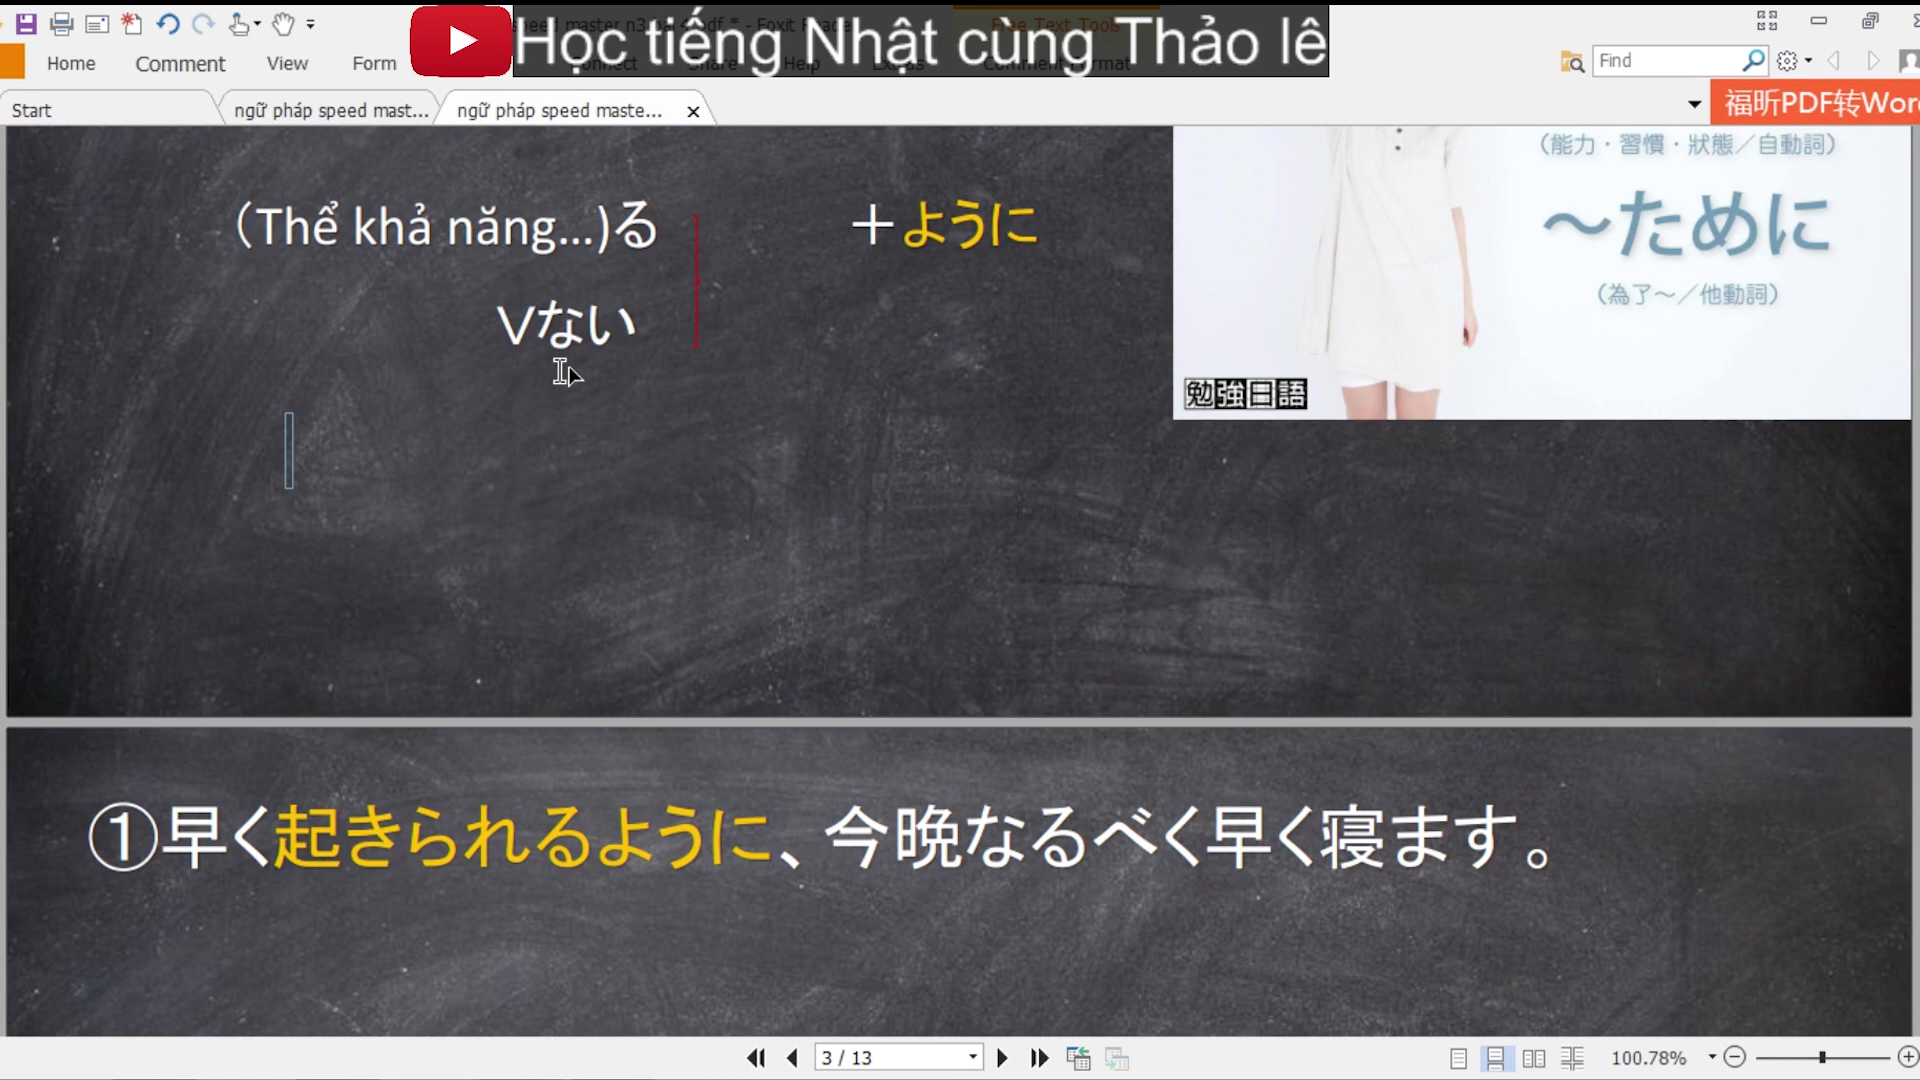 Học tiếng Nhật cùng Thảo lê
Home
Comment
View
Form
Find
Start
ngữ pháp speed mast...
ngữ pháp speed maste...
福昕PDF转Wor
(Thể khả năng...)る
+ように
Vない
(能力・習慣・狀態／自動詞)
～ために
(為了～／他動詞)
勉強日語
①早く起きられるように、今晩なるべく早く寝ます。
3 / 13
100.78%